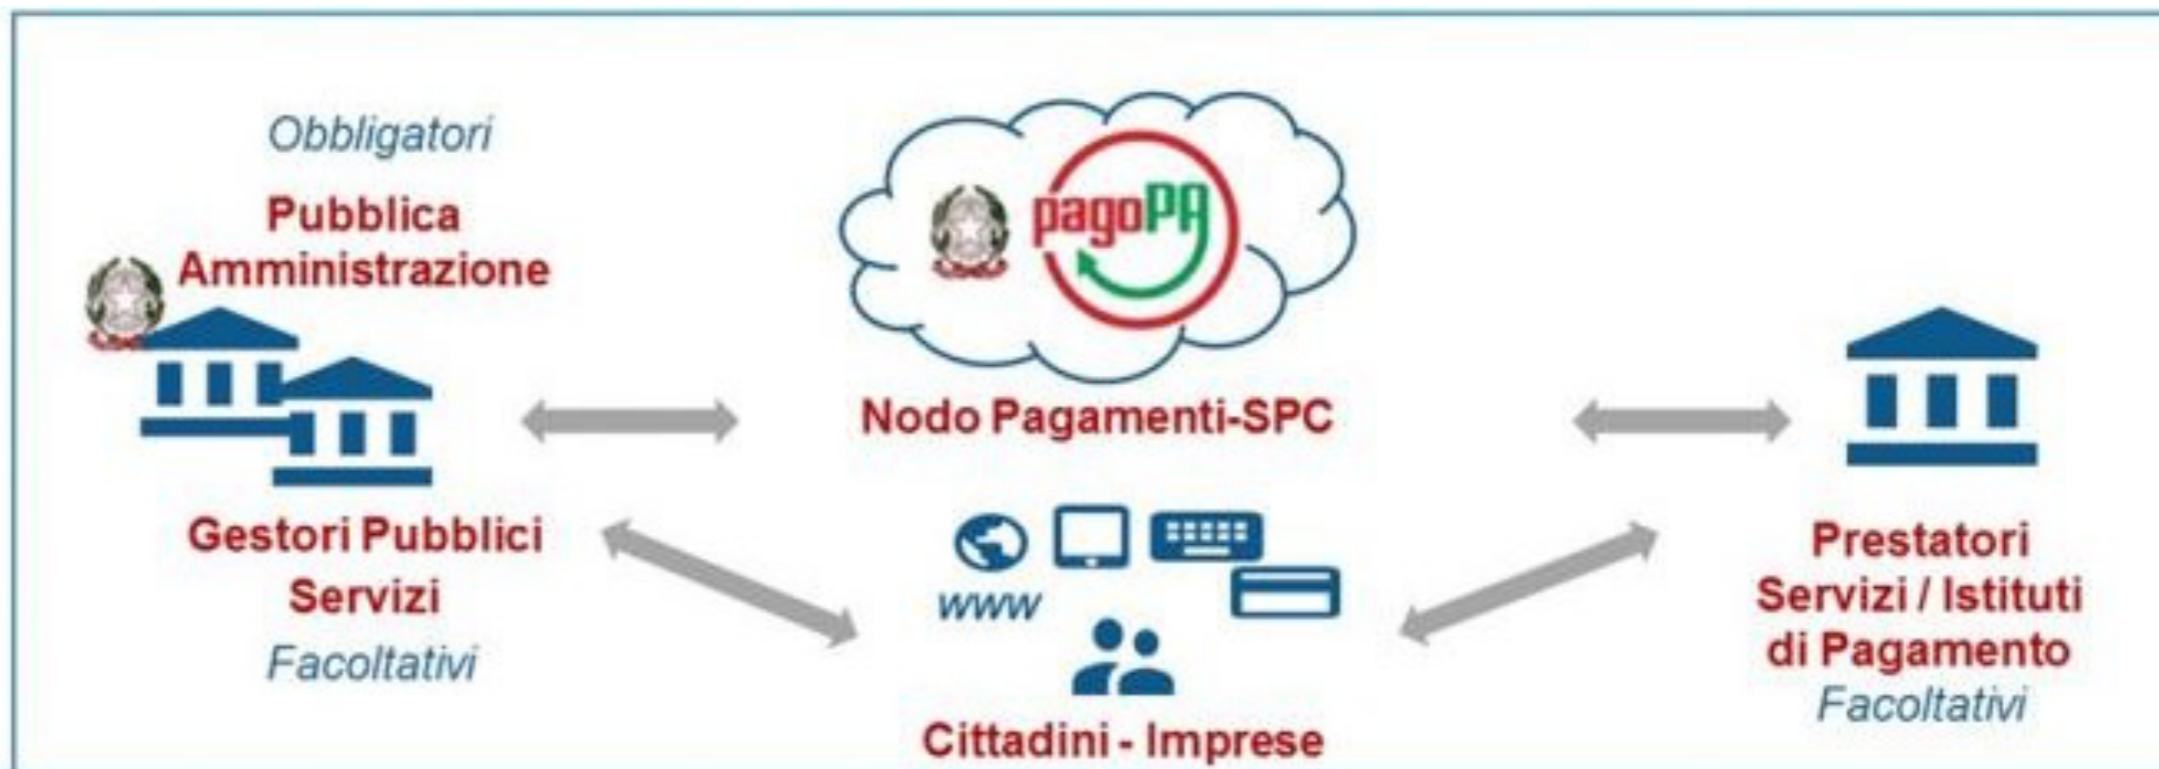 Obbligatori
Pubblica
Amministrazione
Gestori Pubblici
Servizi
Facoltativi
pagoPA
Nodo Pagamenti-SPC
www
Cittadini - Imprese
Prestatori
Servizi / Istituti
di Pagamento
Facoltativi